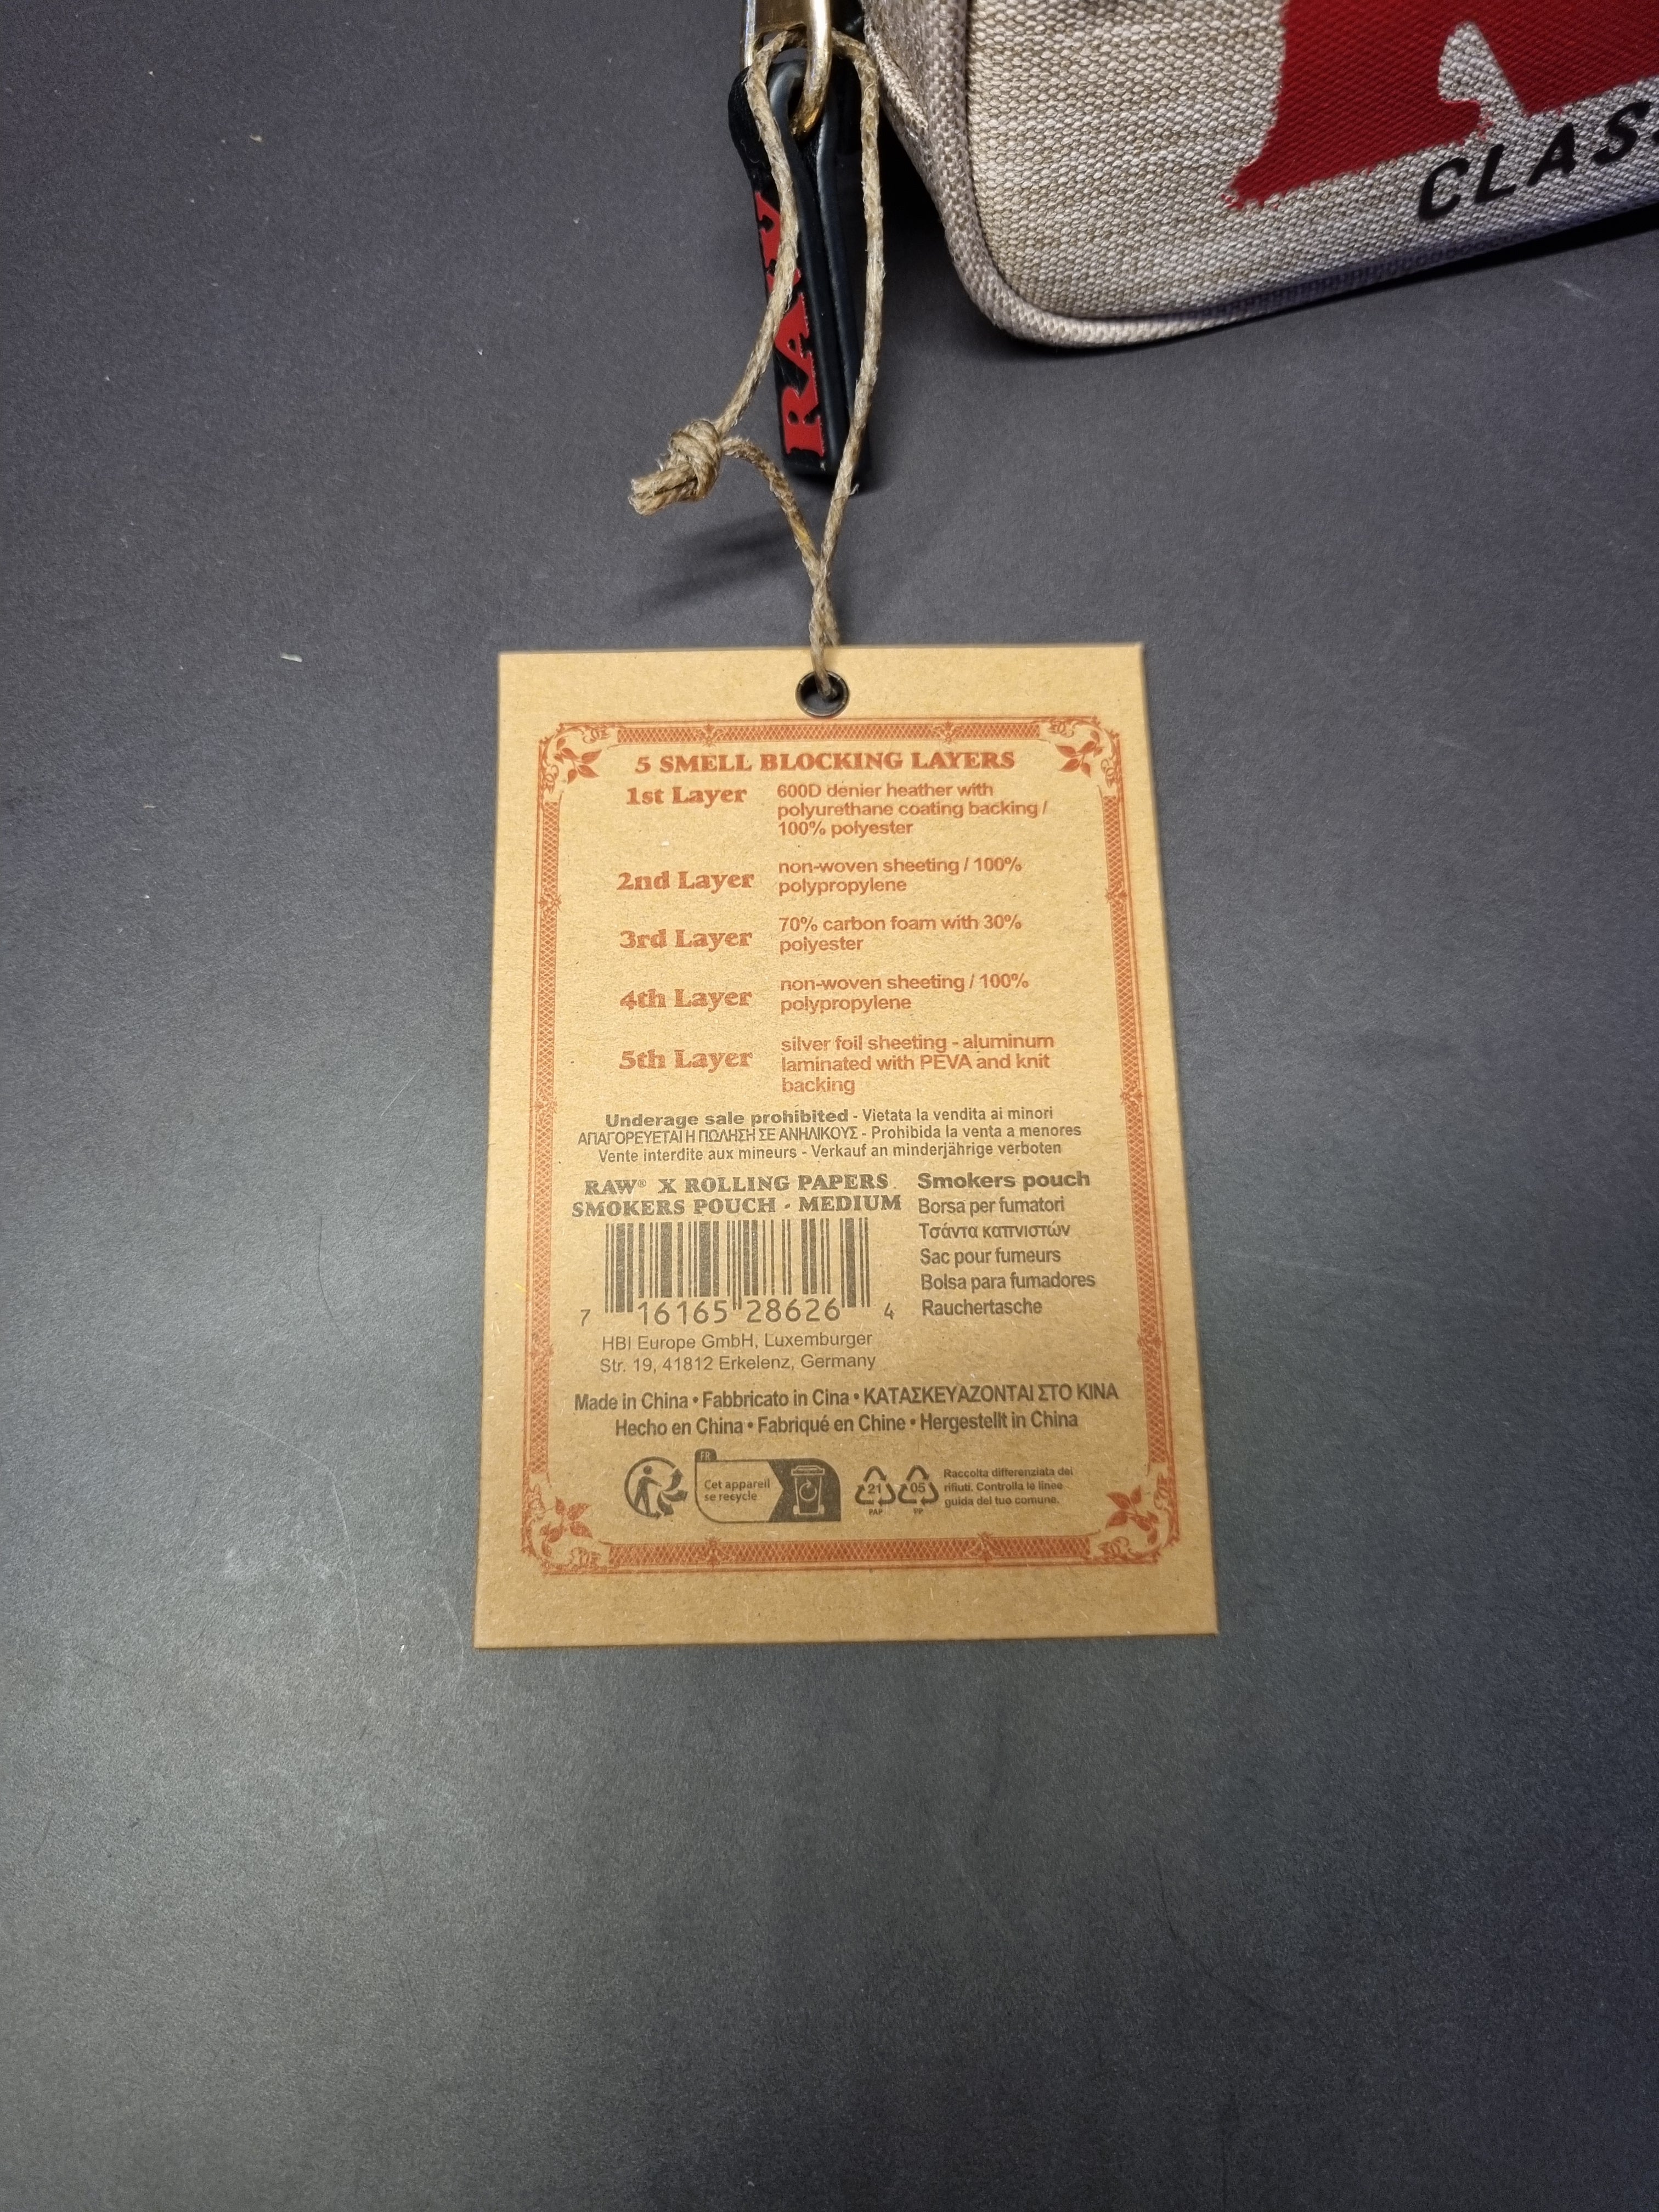 CLAS
RAW
5 SMELL BLOCKING LAYERS
1st Layer 600D denier heather with
polyurethane coating backing /
100% polyester
2nd Layer non-woven sheeting / 100%
polypropylene
3rd Layer 70% carbon foam with 30%
polyester
4th Layer non-woven sheeting / 100%
polypropylene
5th Layer silver foil sheeting - aluminum
laminated with PEVA and knit
backing
Underage sale prohibited - Vietata la vendita ai minori
ΑΠΑΓΟΡΕΥΕΤΑΙ Η ΠΩΛΗΣΗ ΣΕ ΑΝΗΛΙΚΟΥΣ - Prohibida la venta a menores
Vente interdite aux mineurs - Verkauf an minderjährige verboten
RAW® X ROLLING PAPERS
SMOKERS POUCH - MEDIUM
7 16165 28626 4
HBI Europe GmbH, Luxemburger
Str. 19, 41812 Erkelenz, Germany
Smokers pouch
Borsa per fumatori
Τσάντα καπνιστών
Sac pour fumeurs
Bolsa para fumadores
Rauchertasche
Made in China • Fabbricato in Cina • ΚΑΤΑΣΚΕΥΑΖΟΝΤΑΙ ΣΤΟ ΚΙΝΑ
Hecho en China • Fabriqué en Chine • Hergestellt in China
FR
Cet appareil
se recycle
21
PAP
05
PP
Raccolta differenziata dei
rifiuti. Controlla le linee
guida del tuo comune.